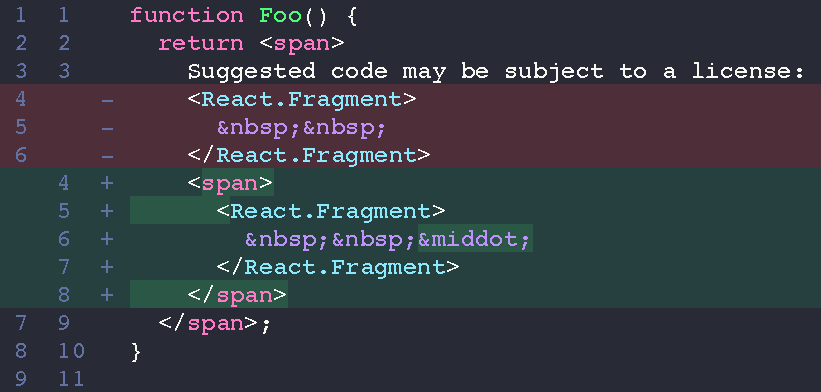 1 1 function Foo() {
2 2 return <span>
3 3 Suggested code may be subject to a license:
4 - <React.Fragment>
5 - &nbsp;&nbsp;
6 - </React.Fragment>
4 + <span>
5 + <React.Fragment>
6 + &nbsp;&nbsp;&middot;
7 + </React.Fragment>
8 + </span>
7 9 </span>;
8 10 }
9 11